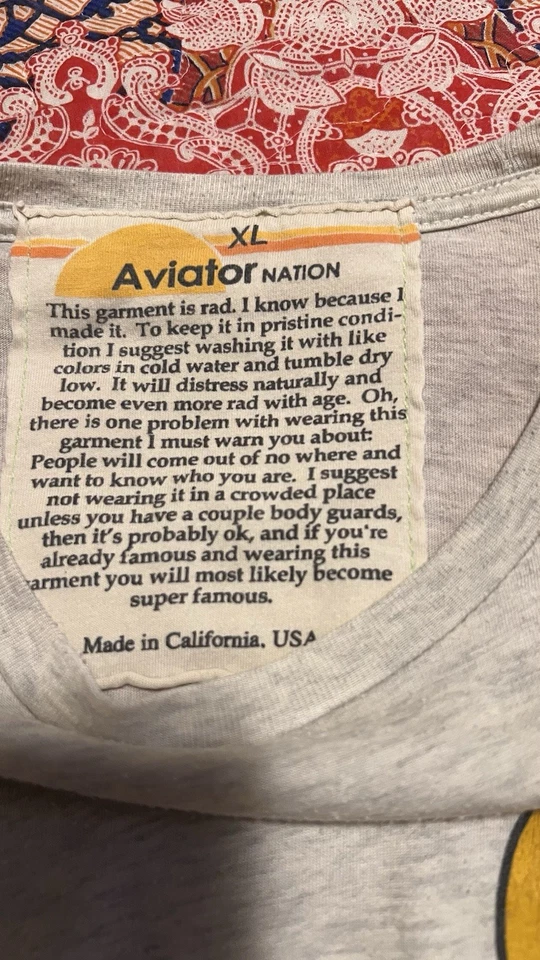 XL
Aviator NATION
This garment is rad. I know because I
made it. To keep it in pristine condi-
tion I suggest washing it with like
colors in cold water and tumble dry
low. It will distress naturally and
become even more rad with age. Oh,
there is one problem with wearing this
garment I must warn you about:
People will come out of no where and
want to know who you are. I suggest
not wearing it in a crowded place
unless you have a couple body guards,
then it's probably ok, and if you're
already famous and wearing this
arment you will most likely become
super famous.
Made in California, USA